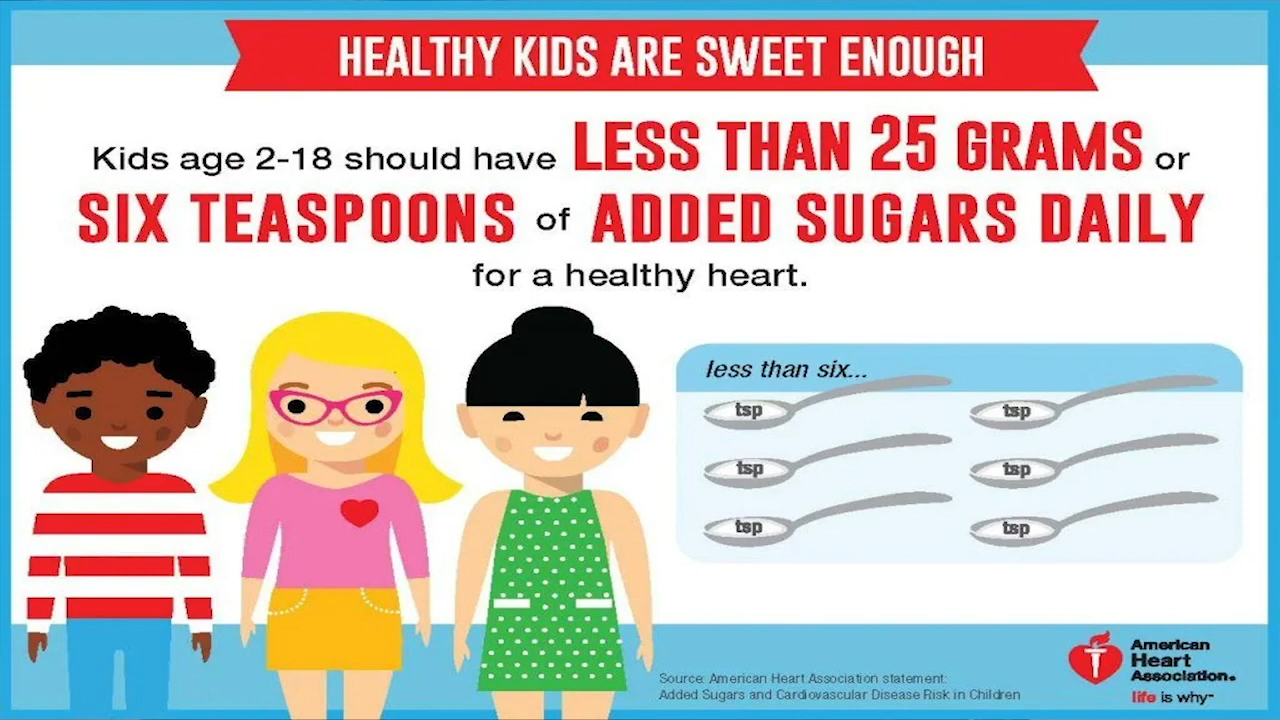 HEALTHY KIDS ARE SWEET ENOUGH
Kids age 2-18 should have LESS THAN 25 GRAMS or
SIX TEASPOONS of ADDED SUGARS DAILY
for a healthy heart.
less than six...
tsp tsp
tsp tsp
tsp tsp
Source: American Heart Association statement:
Added Sugars and Cardiovascular Disease Risk in Children
American
Heart
Association®
life is why™